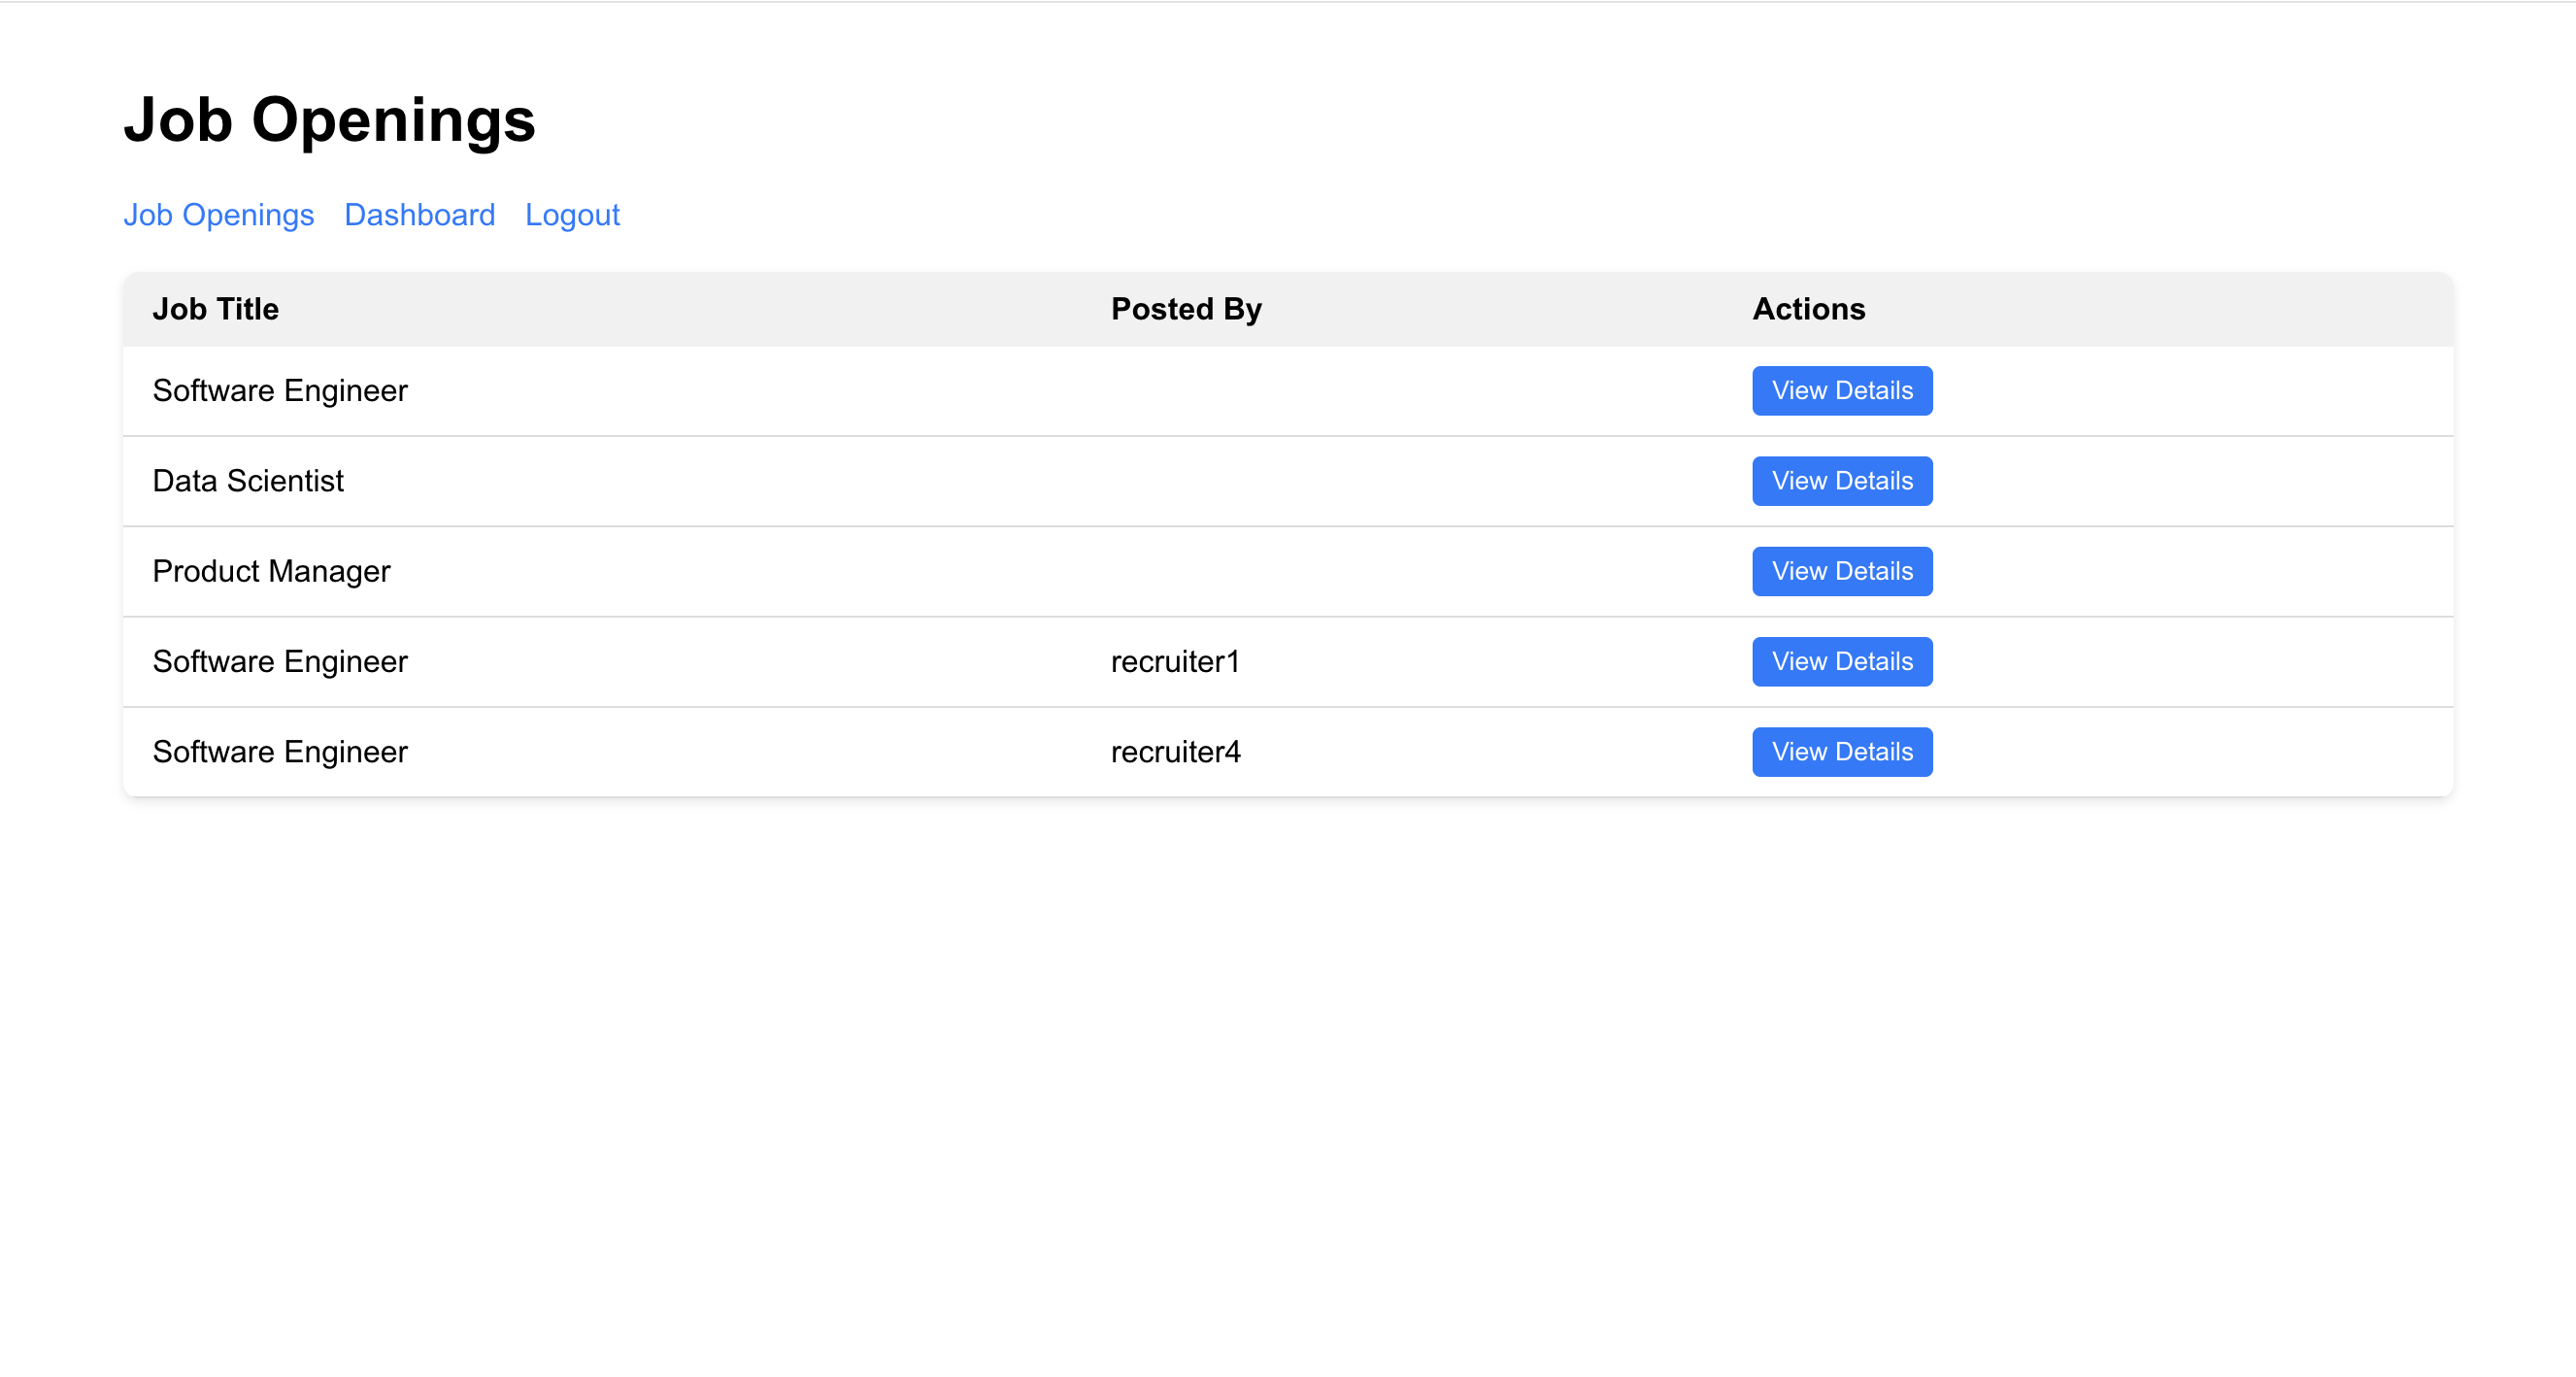 Job Openings
Job Openings Dashboard Logout
Job Title Posted By Actions
Software Engineer View Details
Data Scientist View Details
Product Manager View Details
Software Engineer recruiter1 View Details
Software Engineer recruiter4 View Details